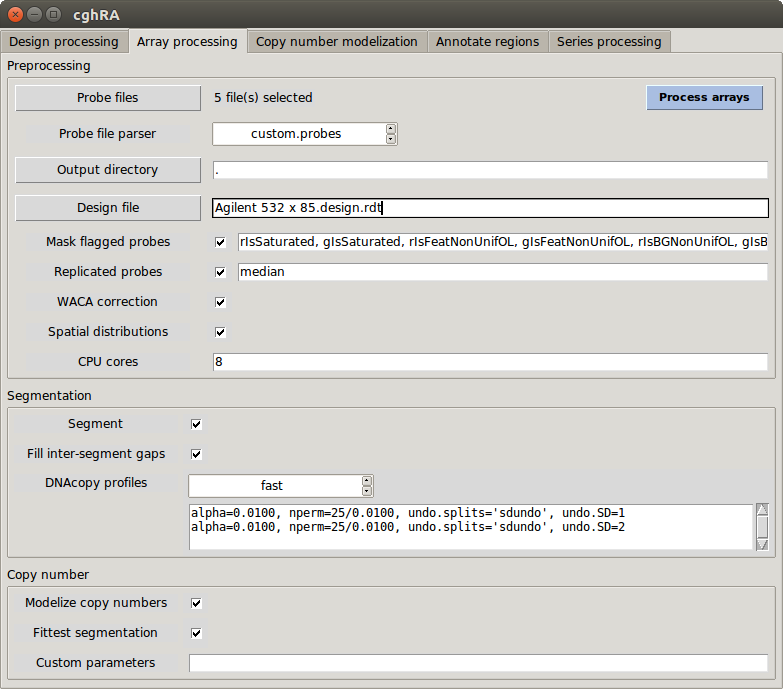 cghRA
Design processing Array processing Copy number modelization Annotate regions Series processing
Preprocessing
Probe files 5 file(s) selected Process arrays
Probe file parser custom.probes
Output directory .
Design file Agilent 532 x 85.design.rdt
Mask flagged probes rIsSaturated, gIsSaturated, rIsFeatNonUnifOL, gIsFeatNonUnifOL, rIsBGNonUnifOL, gIsB
Replicated probes median
WACA correction
Spatial distributions
CPU cores 8
Segmentation
Segment
Fill inter-segment gaps
DNAcopy profiles fast
alpha=0.0100, nperm=25/0.0100, undo.splits='sdundo', undo.SD=1
alpha=0.0100, nperm=25/0.0100, undo.splits='sdundo', undo.SD=2
Copy number
Modelize copy numbers
Fittest segmentation
Custom parameters